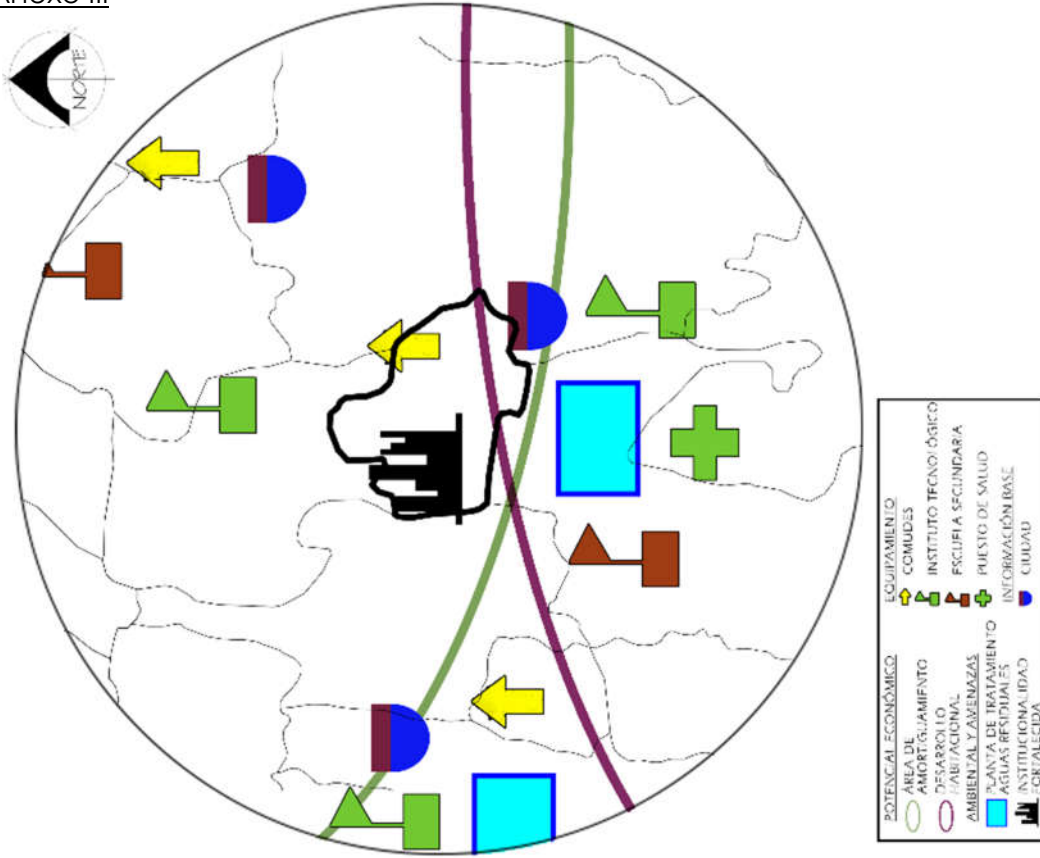 NORTE
POTENCIAL ECONÓMICO
ÁREA DE
AMORTIGUAMIENTO
DESARROLLO
HABITACIONAL
AMBIENTAL Y AMENAZAS
PLANTA DE TRATAMIENTO
AGUAS RESIDUALES
INSTITUCIONALIDAD
FORTALECIDA
EQUIPAMIENTO
COMUDES
INSTITUTO TECNOLÓGICO
ESCUELA SECUNDARIA
PUESTO DE SALUD
INFORMACIÓN BASE
CIUDAD